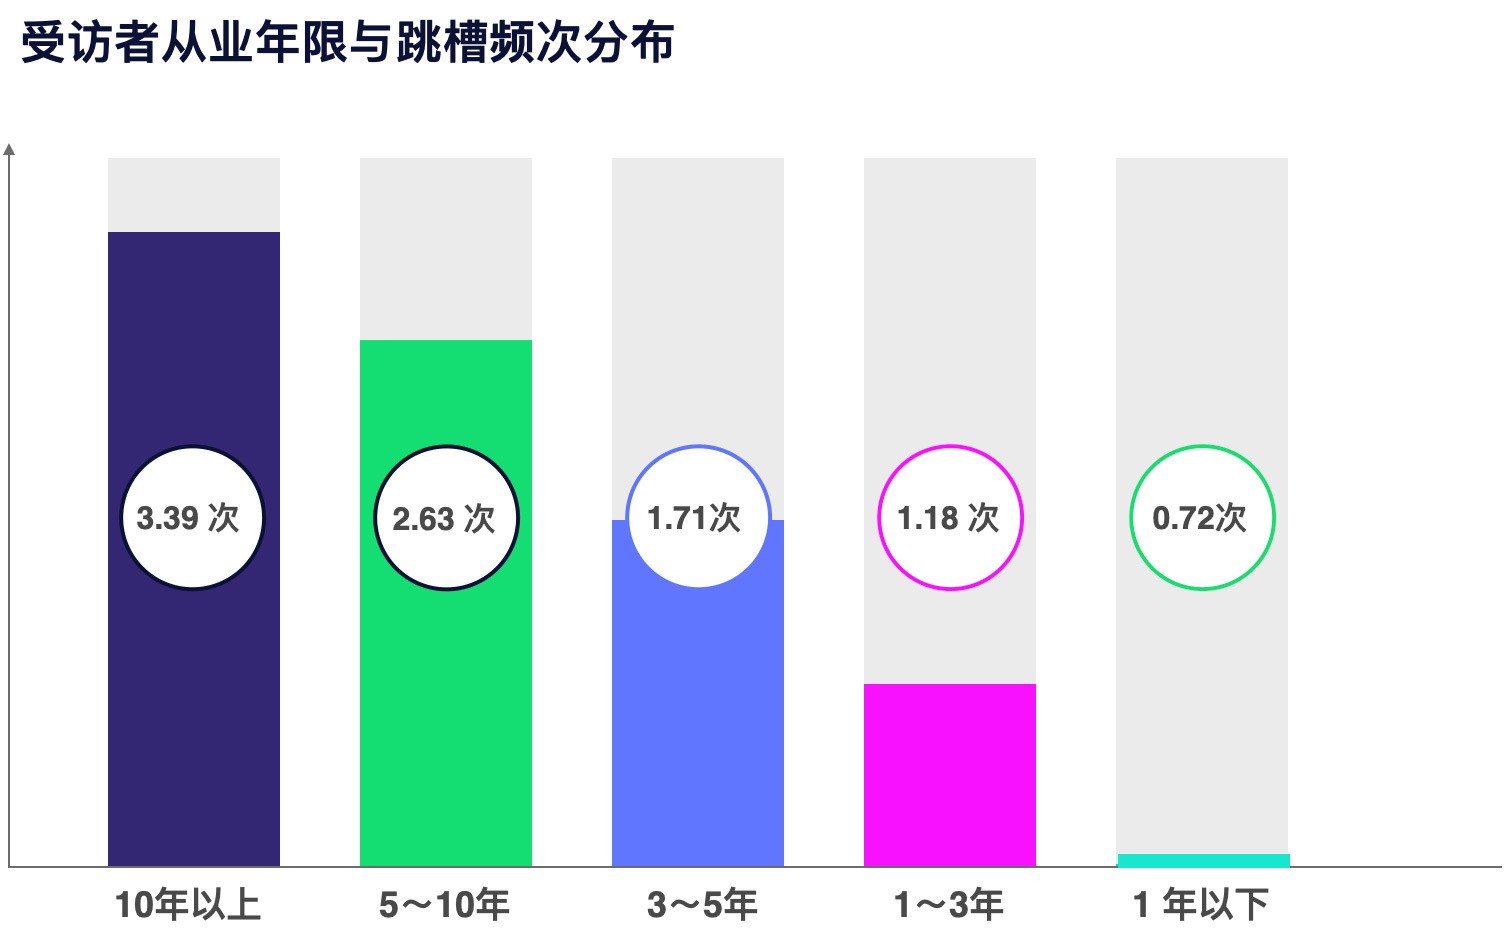 受访者从业年限与跳槽频次分布
3.39 次
2.63 次
1.71次
1.18 次
0.72次
10年以上
5～10年
3～5年
1～3年
1 年以下